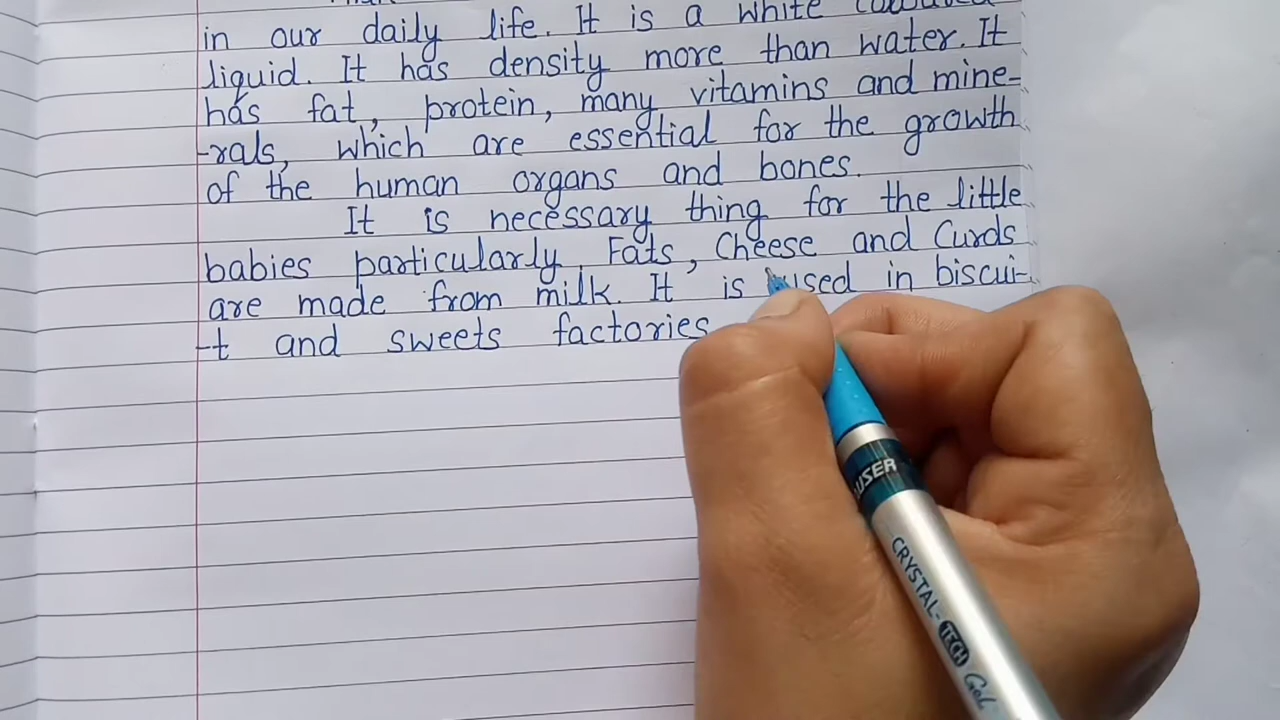 in our daily life. It is a white
liquid. It has density more than water. It
has fat, protein, many vitamins and mine-
-rals, which are essential for the growth
of the human organs and bones.
It is necessary thing for the little
babies particularly. Fats, Cheese and Curds
are made from milk. It is used in biscui-
-t and sweets factories
CRYSTAL-TECH Gel